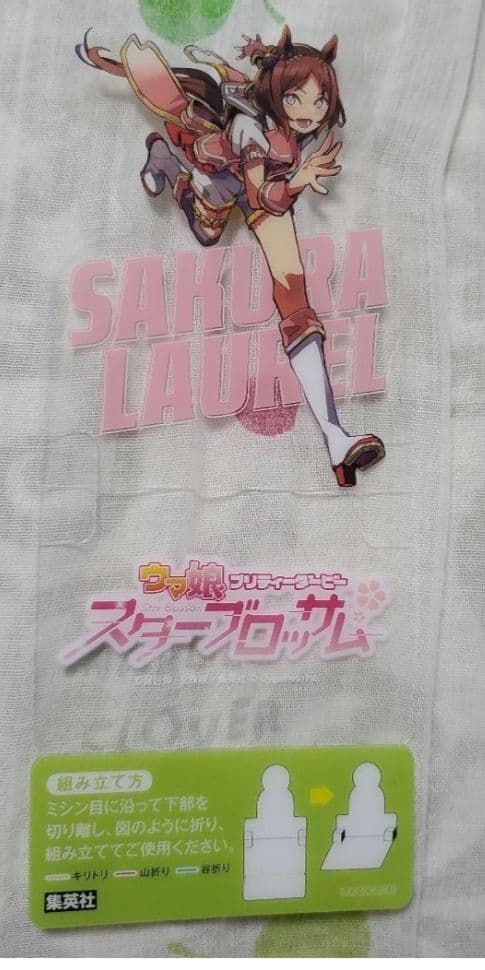 SAKURA
LAUREL
ウマ娘 プリティーダービー
Star Blossom
スターブロッサム
集英社
組み立て方
ミシン目に沿って下部を
切り離し、図のように折り、
組み立ててご使用ください。
キリトリ 山折り 谷折り
集英社